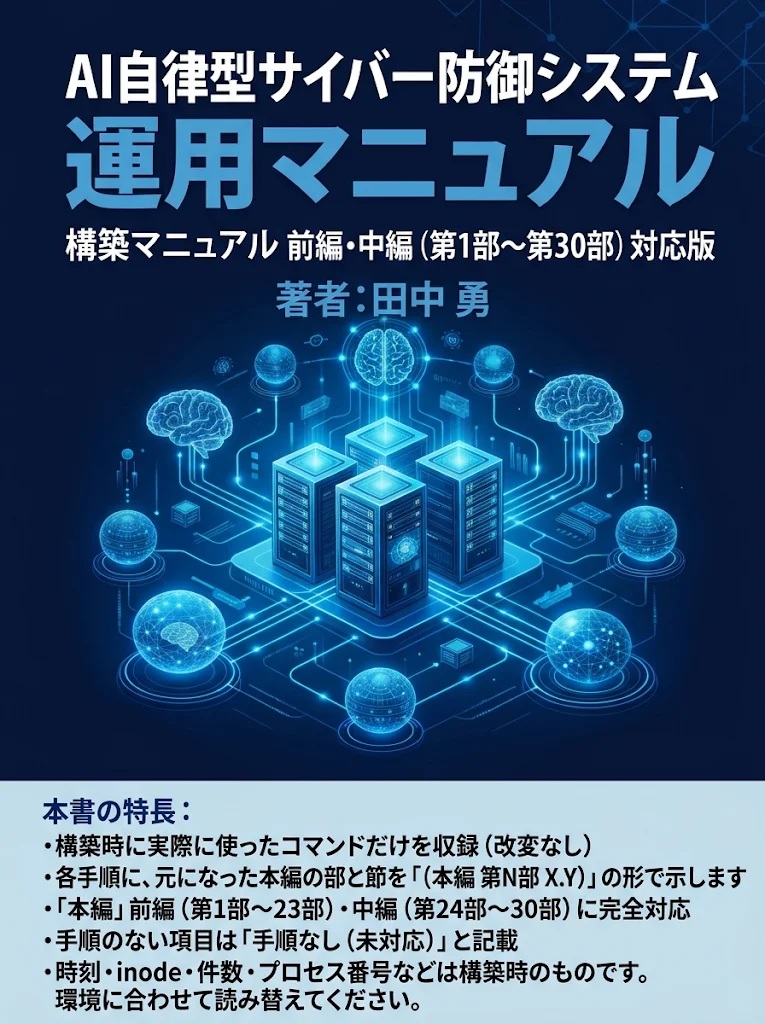 AI自律型サイバー防御システム
運用マニュアル
構築マニュアル 前編・中編（第1部～第30部）対応版
著者：田中 勇
本書の特長：
・構築時に実際に使ったコマンドだけを収録（改変なし）
・各手順に、元になった本編の部と節を「（本編 第N部 X.Y）」の形で示します
・「本編」前編（第1部～23部）・中編（第24部～30部）に完全対応
・手順のない項目は「手順なし（未対応）」と記載
・時刻・inode・件数・プロセス番号などは構築時のものです。
環境に合わせて読み替えてください。